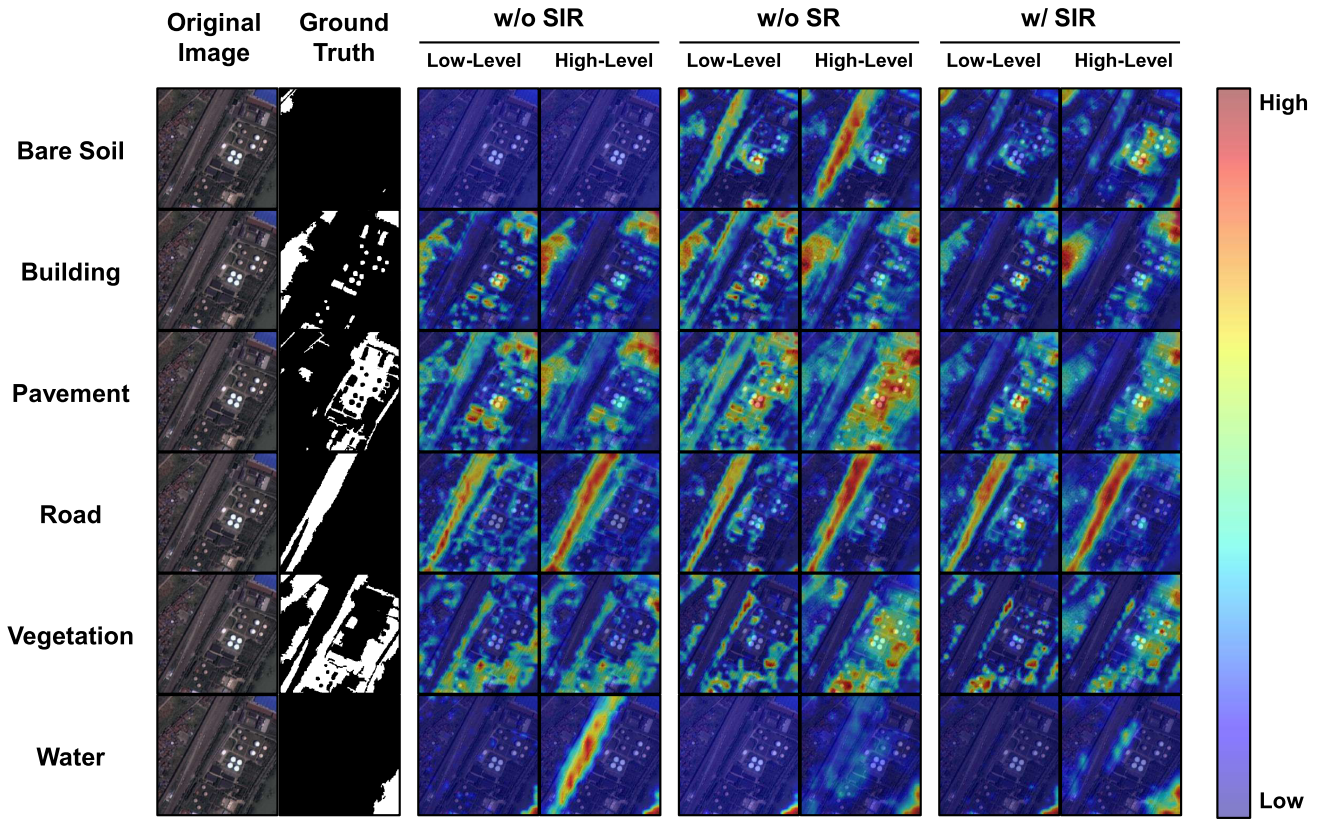 Original
Image
Ground
Truth
w/o SIR
w/o SR
w/ SIR
Low-Level
High-Level
Low-Level
High-Level
Low-Level
High-Level
High
Bare Soil
Building
Pavement
Road
Vegetation
Water
Low